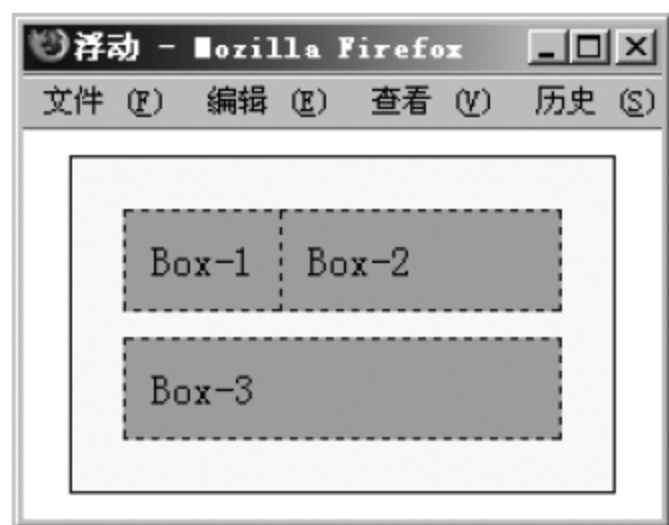 浮动 - Mozilla Firefox
文件 (F) 编辑 (E) 查看 (V) 历史 (S)
Box-1 Box-2
Box-3